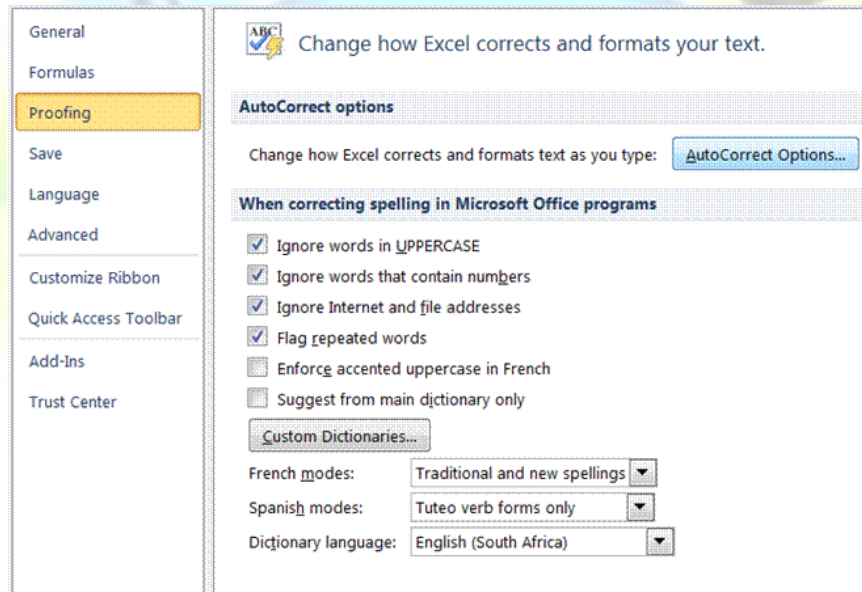 General
Formulas
Proofing
Save
Language
Advanced
Customize Ribbon
Quick Access Toolbar
Add-Ins
Trust Center
ABC
Change how Excel corrects and formats your text.
AutoCorrect options
Change how Excel corrects and formats text as you type: AutoCorrect Options...
When correcting spelling in Microsoft Office programs
Ignore words in UPPERCASE
Ignore words that contain numbers
Ignore Internet and file addresses
Flag repeated words
Enforce accented uppercase in French
Suggest from main dictionary only
Custom Dictionaries...
French modes: Traditional and new spellings
Spanish modes: Tuteo verb forms only
Dictionary language: English (South Africa)